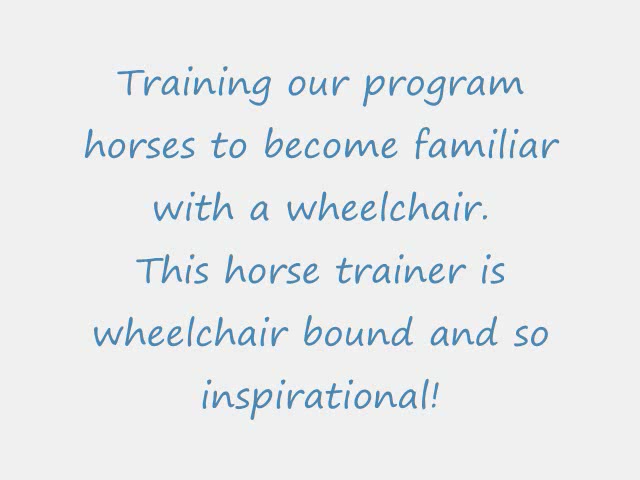 Training our program
horses to become familiar
with a wheelchair.
This horse trainer is
wheelchair bound and so
inspirational!